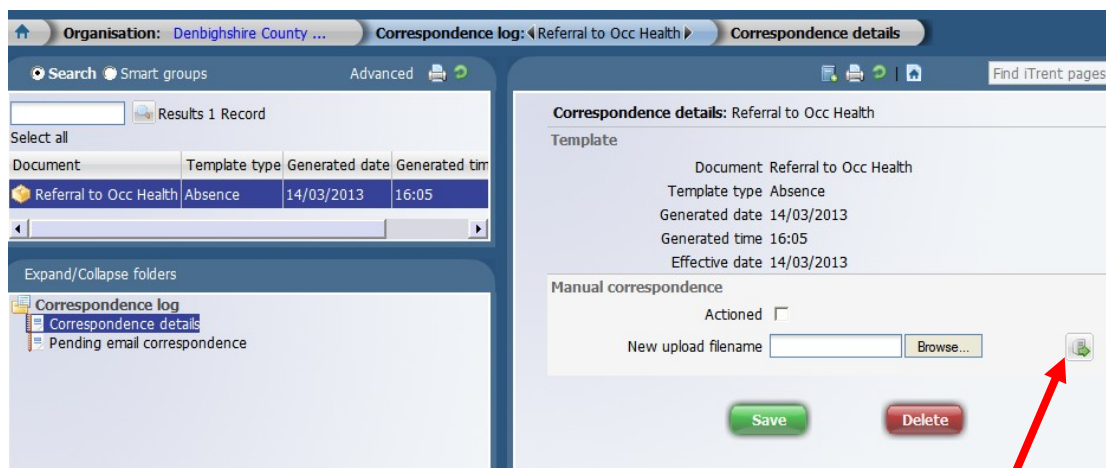 Organisation: Denbighshire County ... Correspondence log: Referral to Occ Health Correspondence details
Search Smart groups Advanced
Results 1 Record
Select all
Document Template type Generated date Generated tim
Referral to Occ Health Absence 14/03/2013 16:05
Expand/Collapse folders
Correspondence log
Correspondence details
Pending email correspondence
Find iTrent pages
Correspondence details: Referral to Occ Health
Template
Document Referral to Occ Health
Template type Absence
Generated date 14/03/2013
Generated time 16:05
Effective date 14/03/2013
Manual correspondence
Actioned
New upload filename Browse...
Save Delete